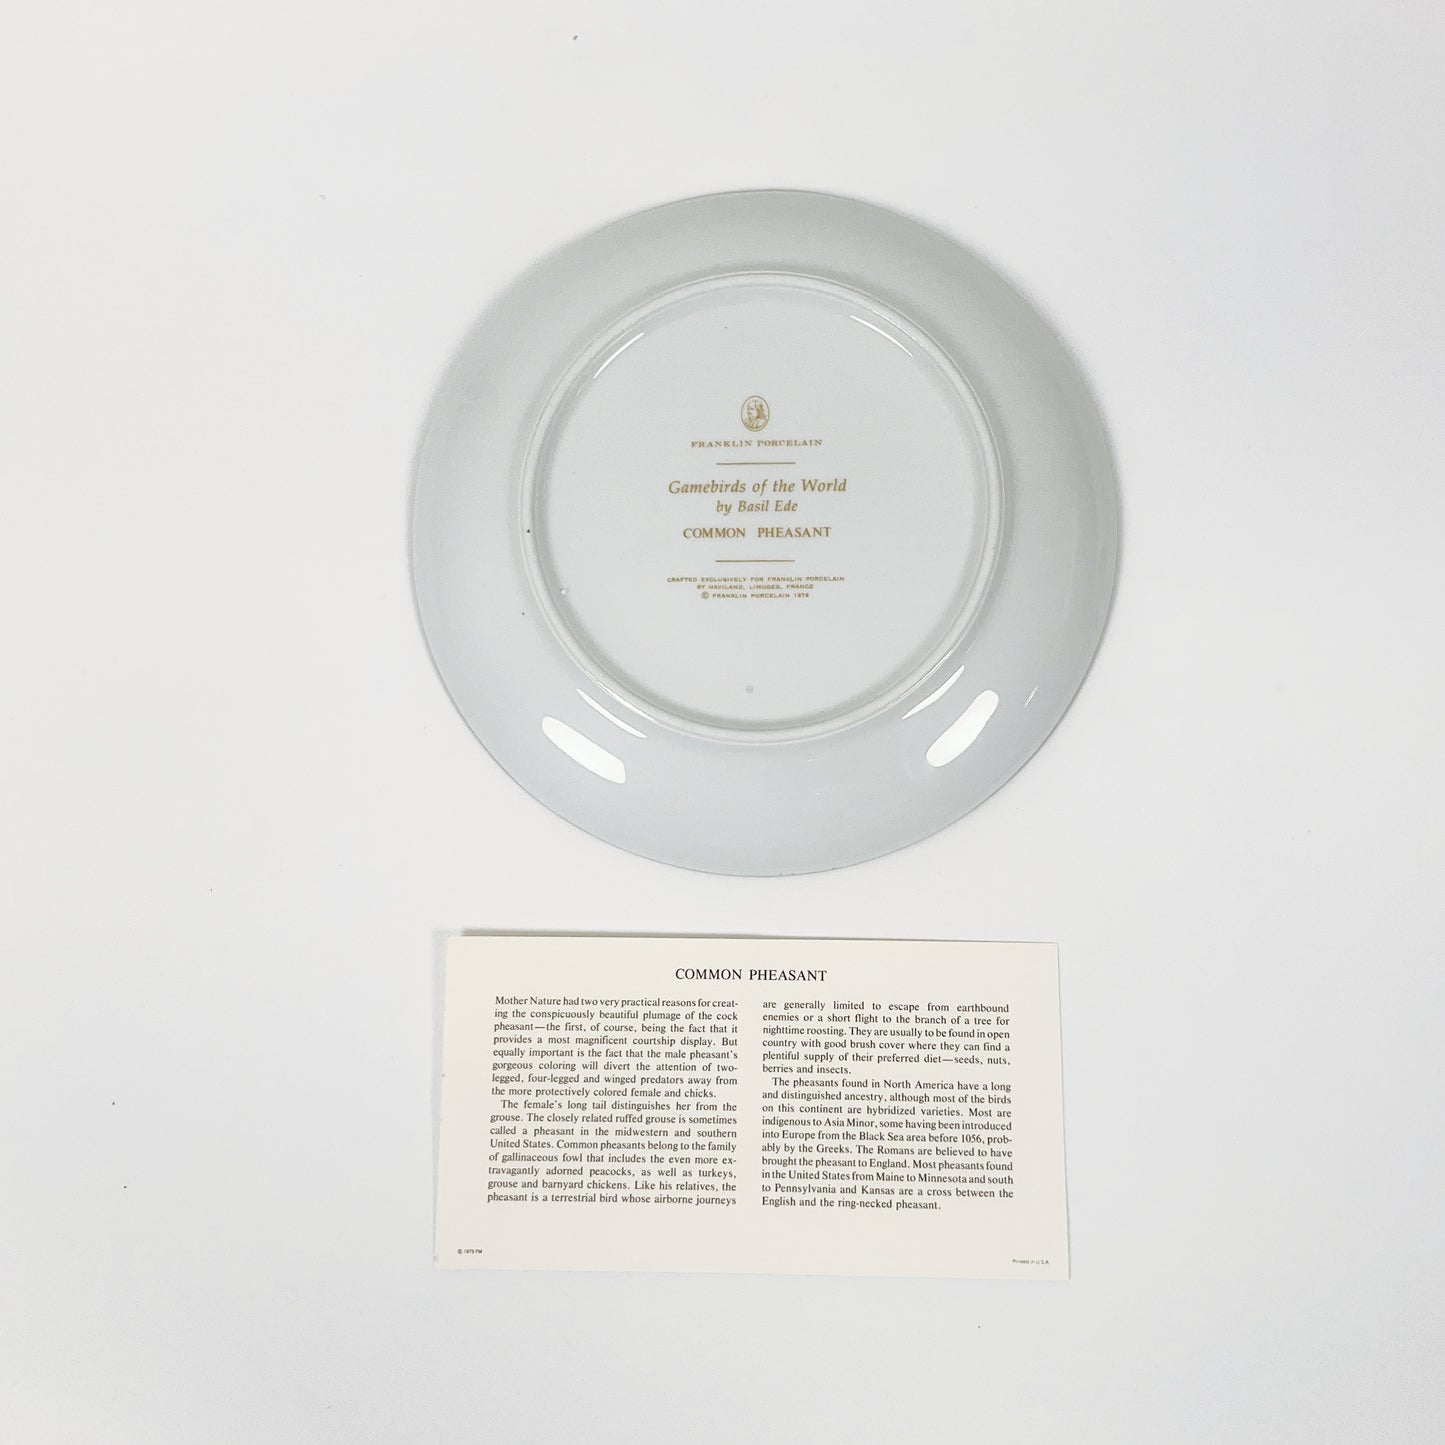 FRANKLIN PORCELAIN
Gamebirds of the World
by Basil Ede
COMMON PHEASANT
CRAFTED EXCLUSIVELY FOR FRANKLIN PORCELAIN
BY HAVILAND, LIMOGES, FRANCE
© FRANKLIN PORCELAIN 1979
COMMON PHEASANT
Mother Nature had two very practical reasons for creat-
ing the conspicuously beautiful plumage of the cock
pheasant—the first, of course, being the fact that it
provides a most magnificent courtship display. But
equally important is the fact that the male pheasant's
gorgeous coloring will divert the attention of two-
legged, four-legged and winged predators away from
the more protectively colored female and chicks.
The female's long tail distinguishes her from the
grouse. The closely related ruffed grouse is sometimes
called a pheasant in the midwestern and southern
United States. Common pheasants belong to the family
of gallinaceous fowl that includes the even more ex-
travagantly adorned peacocks, as well as turkeys,
grouse and barnyard chickens. Like his relatives, the
pheasant is a terrestrial bird whose airborne journeys
are generally limited to escape from earthbound
enemies or a short flight to the branch of a tree for
nighttime roosting. They are usually to be found in open
country with good brush cover where they can find a
plentiful supply of their preferred diet—seeds, nuts,
berries and insects.
The pheasants found in North America have a long
and distinguished ancestry, although most of the birds
on this continent are hybridized varieties. Most are
indigenous to Asia Minor, some having been introduced
into Europe from the Black Sea area before 1056, prob-
ably by the Greeks. The Romans are believed to have
brought the pheasant to England. Most pheasants found
in the United States from Maine to Minnesota and south
to Pennsylvania and Kansas are a cross between the
English and the ring-necked pheasant.
© 1979 FM
Printed in U.S.A.